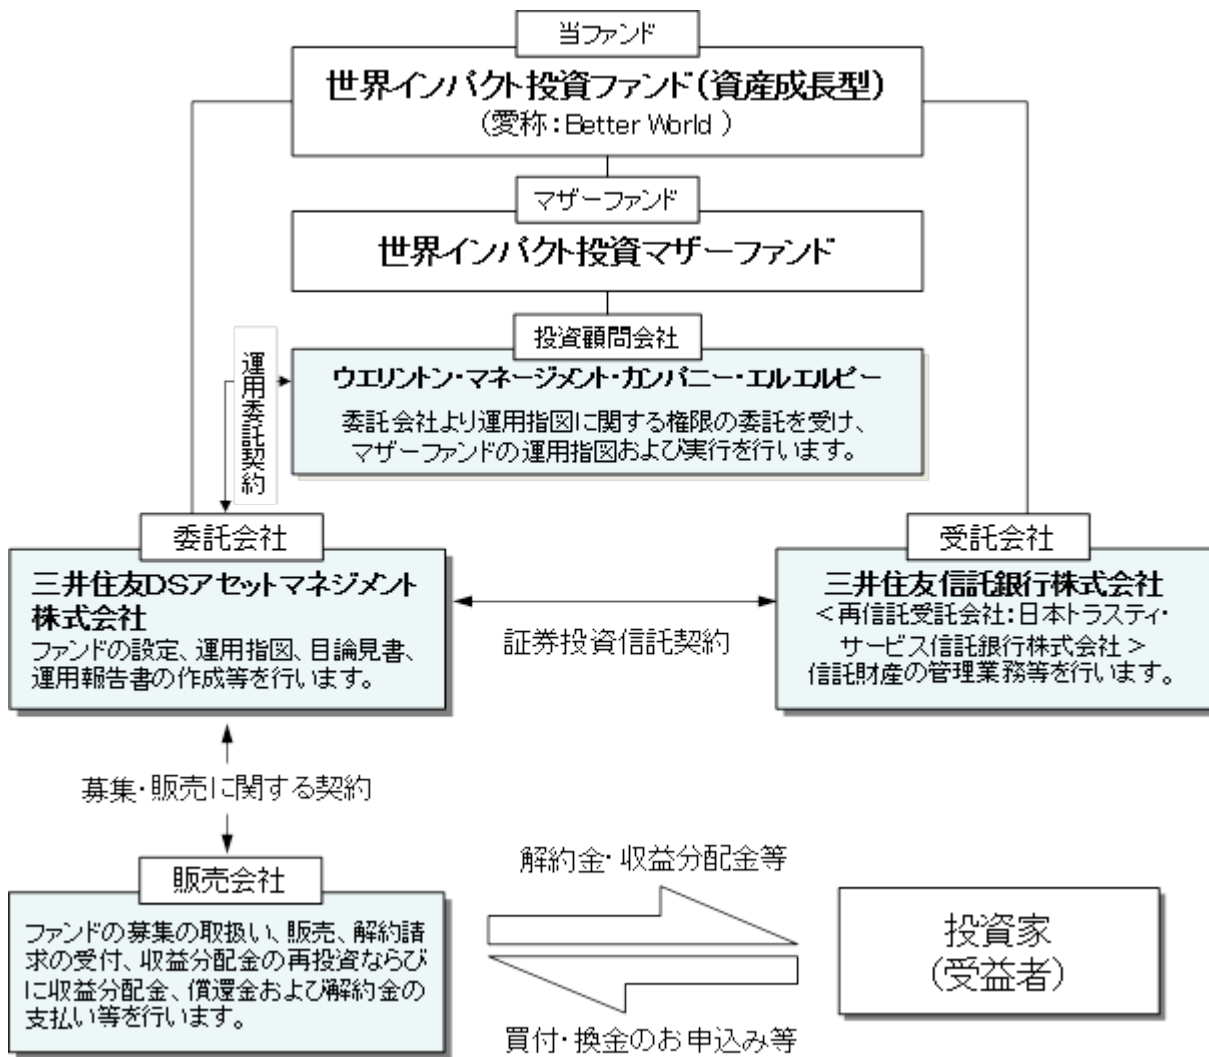 当ファンド
世界インパクト投資ファンド（資産成長型）
（愛称：Better World ）
マザーファンド
世界インパクト投資マザーファンド
投資顧問会社
ウエリントン・マネージメント・カンパニー・エルエルピー
委託会社より運用指図に関する権限の委託を受け、
マザーファンドの運用指図および実行を行います。
運用委託契約
委託会社
三井住友DSアセットマネジメント
株式会社
ファンドの設定、運用指図、目論見書、
運用報告書の作成等を行います。
証券投資信託契約
受託会社
三井住友信託銀行株式会社
＜再信託受託会社：日本トラスティ・
サービス信託銀行株式会社＞
信託財産の管理業務等を行います。
募集・販売に関する契約
販売会社
ファンドの募集の取扱い、販売、解約請
求の受付、収益分配金の再投資ならび
に収益分配金、償還金および解約金の
支払い等を行います。
解約金・収益分配金等
買付・換金のお申込み等
投資家
（受益者）